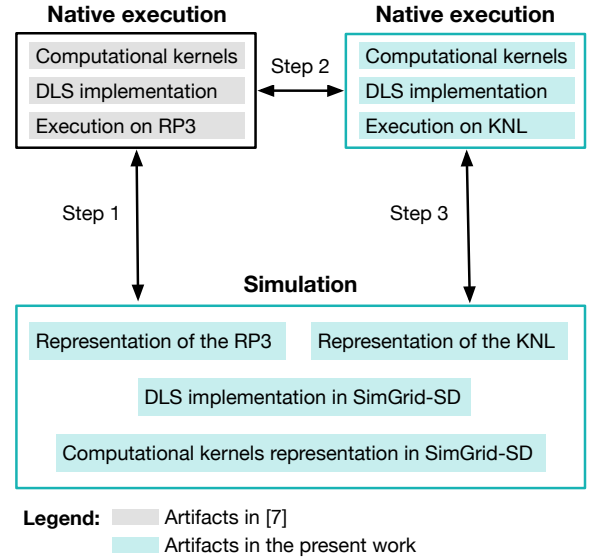 Native execution
Computational kernels
DLS implementation
Execution on RP3
Step 2
Native execution
Computational kernels
DLS implementation
Execution on KNL
Step 1
Step 3
Simulation
Representation of the RP3
Representation of the KNL
DLS implementation in SimGrid-SD
Computational kernels representation in SimGrid-SD
Legend: Artifacts in [7]
Artifacts in the present work